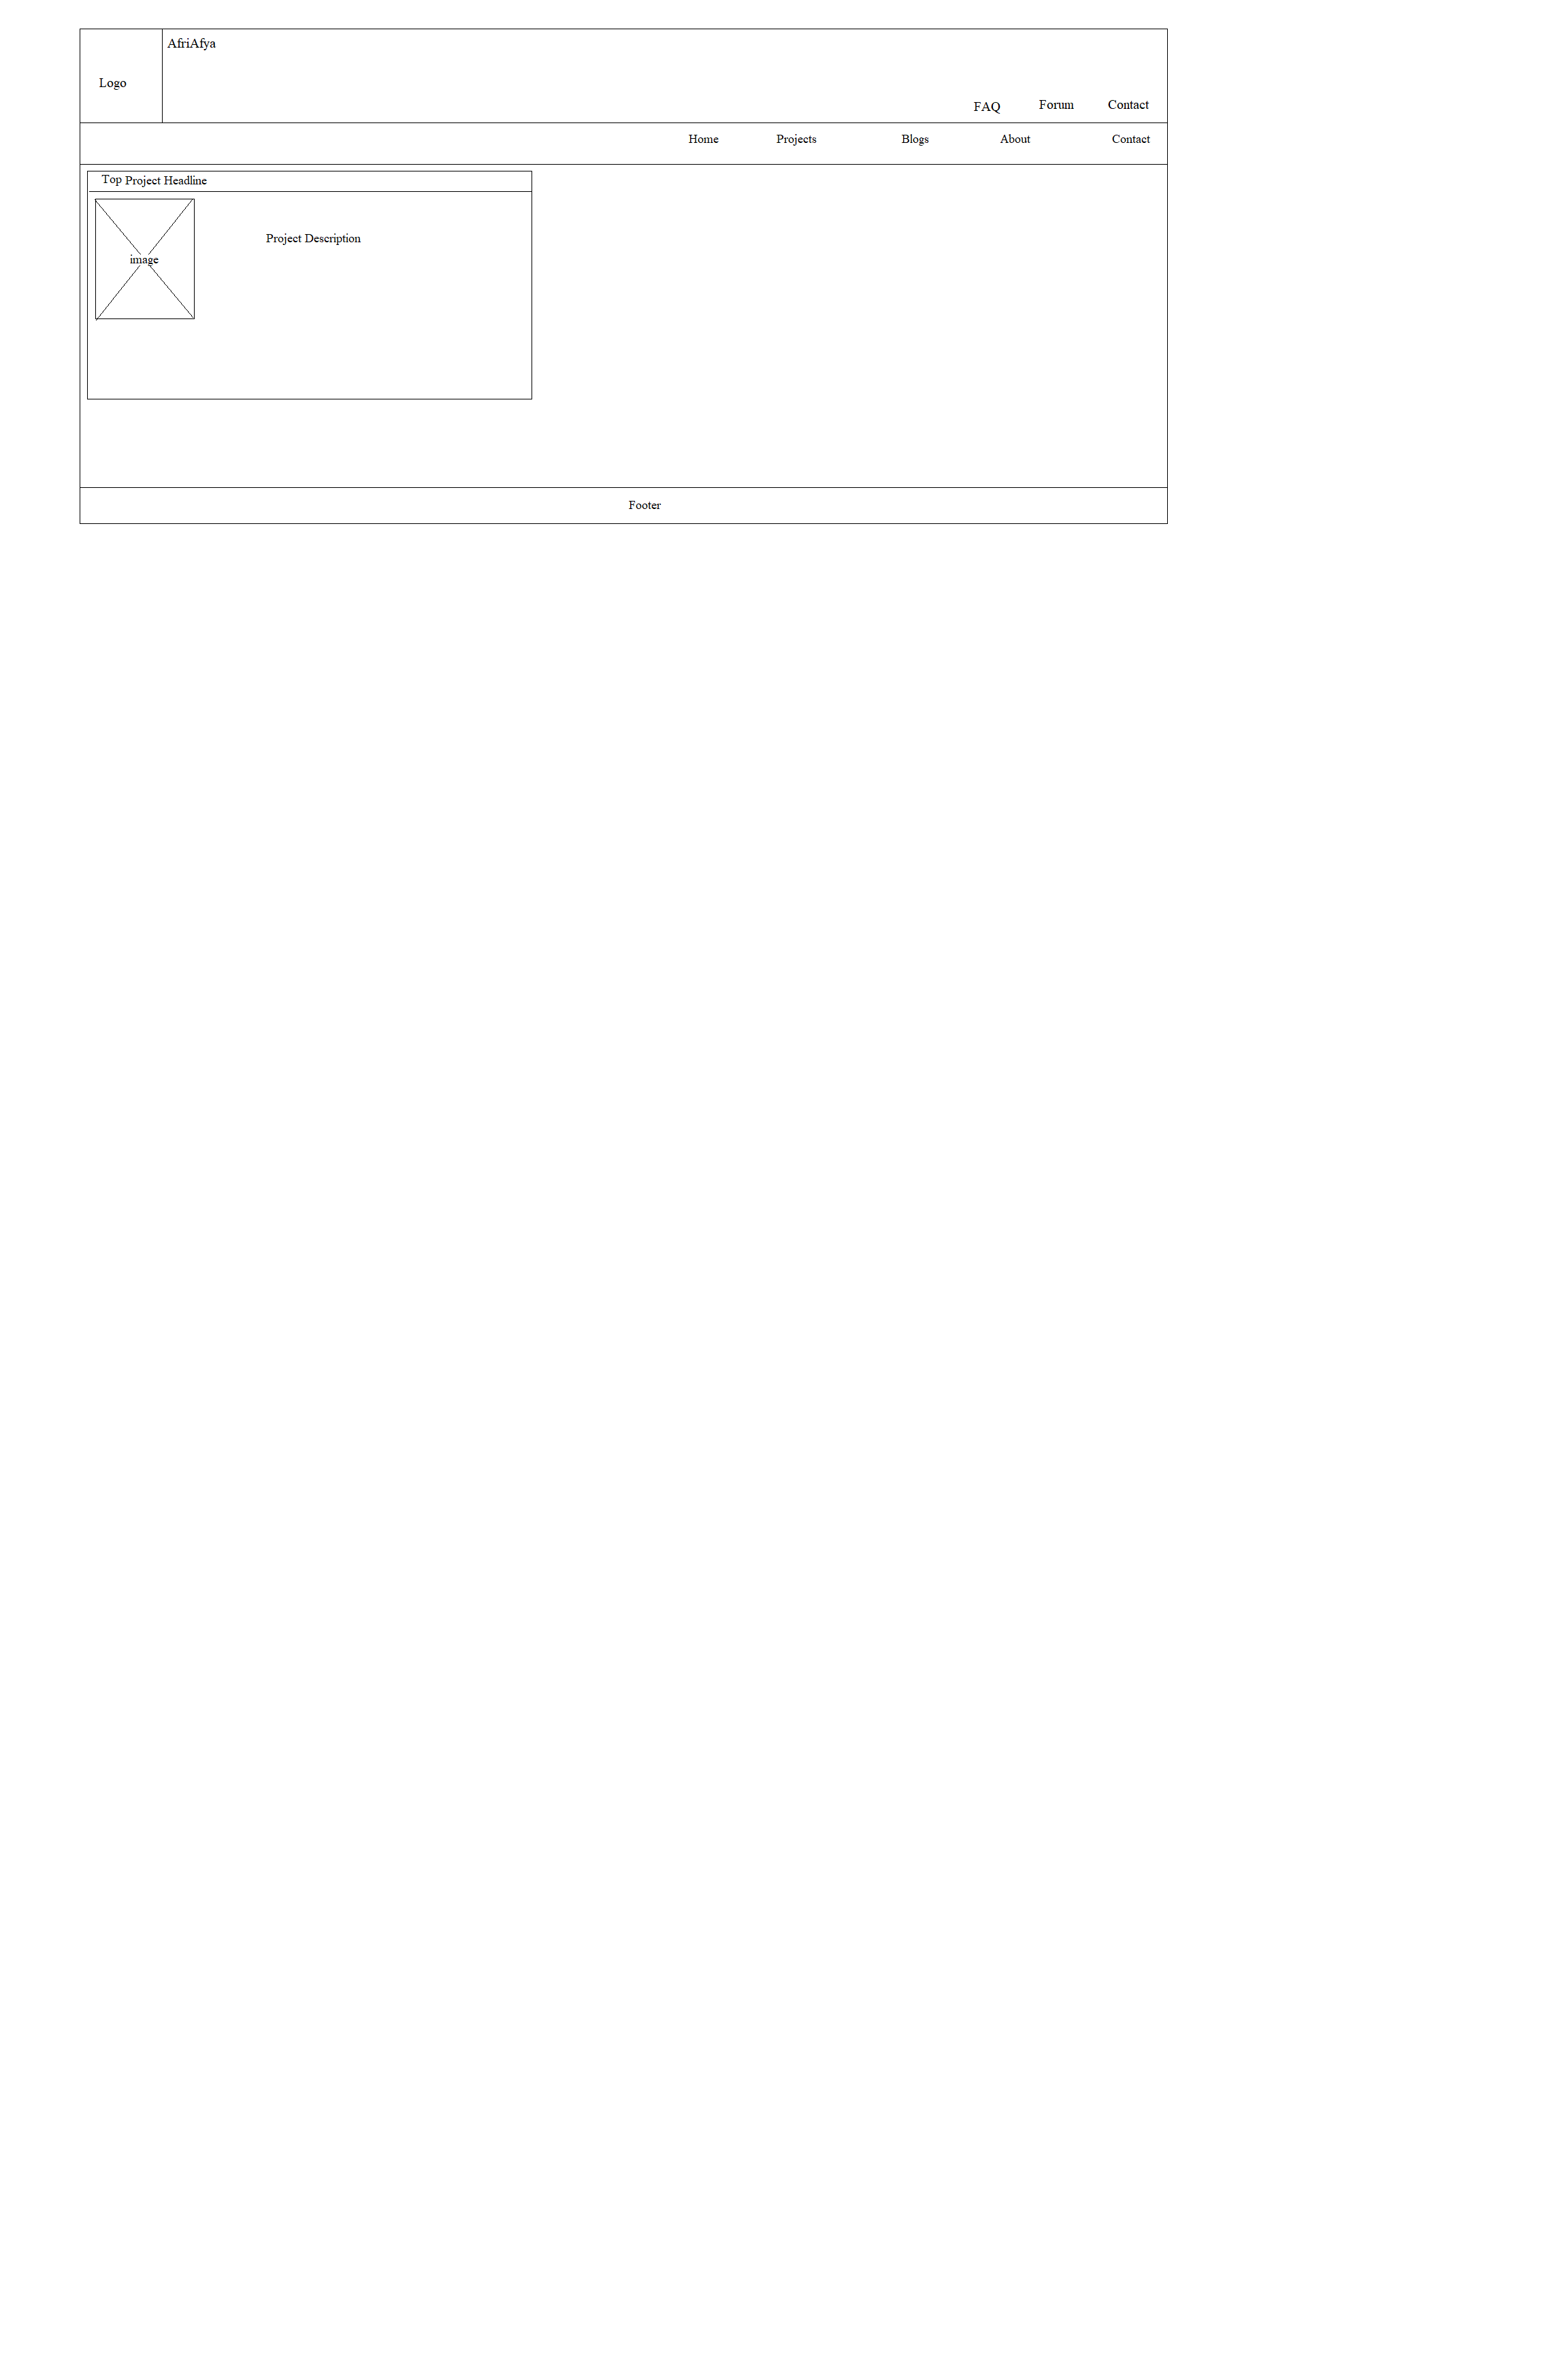 AfriAfya
Logo
FAQ Forum Contact
Home Projects Blogs About Contact
Top Project Headline
Project Description
image
Footer